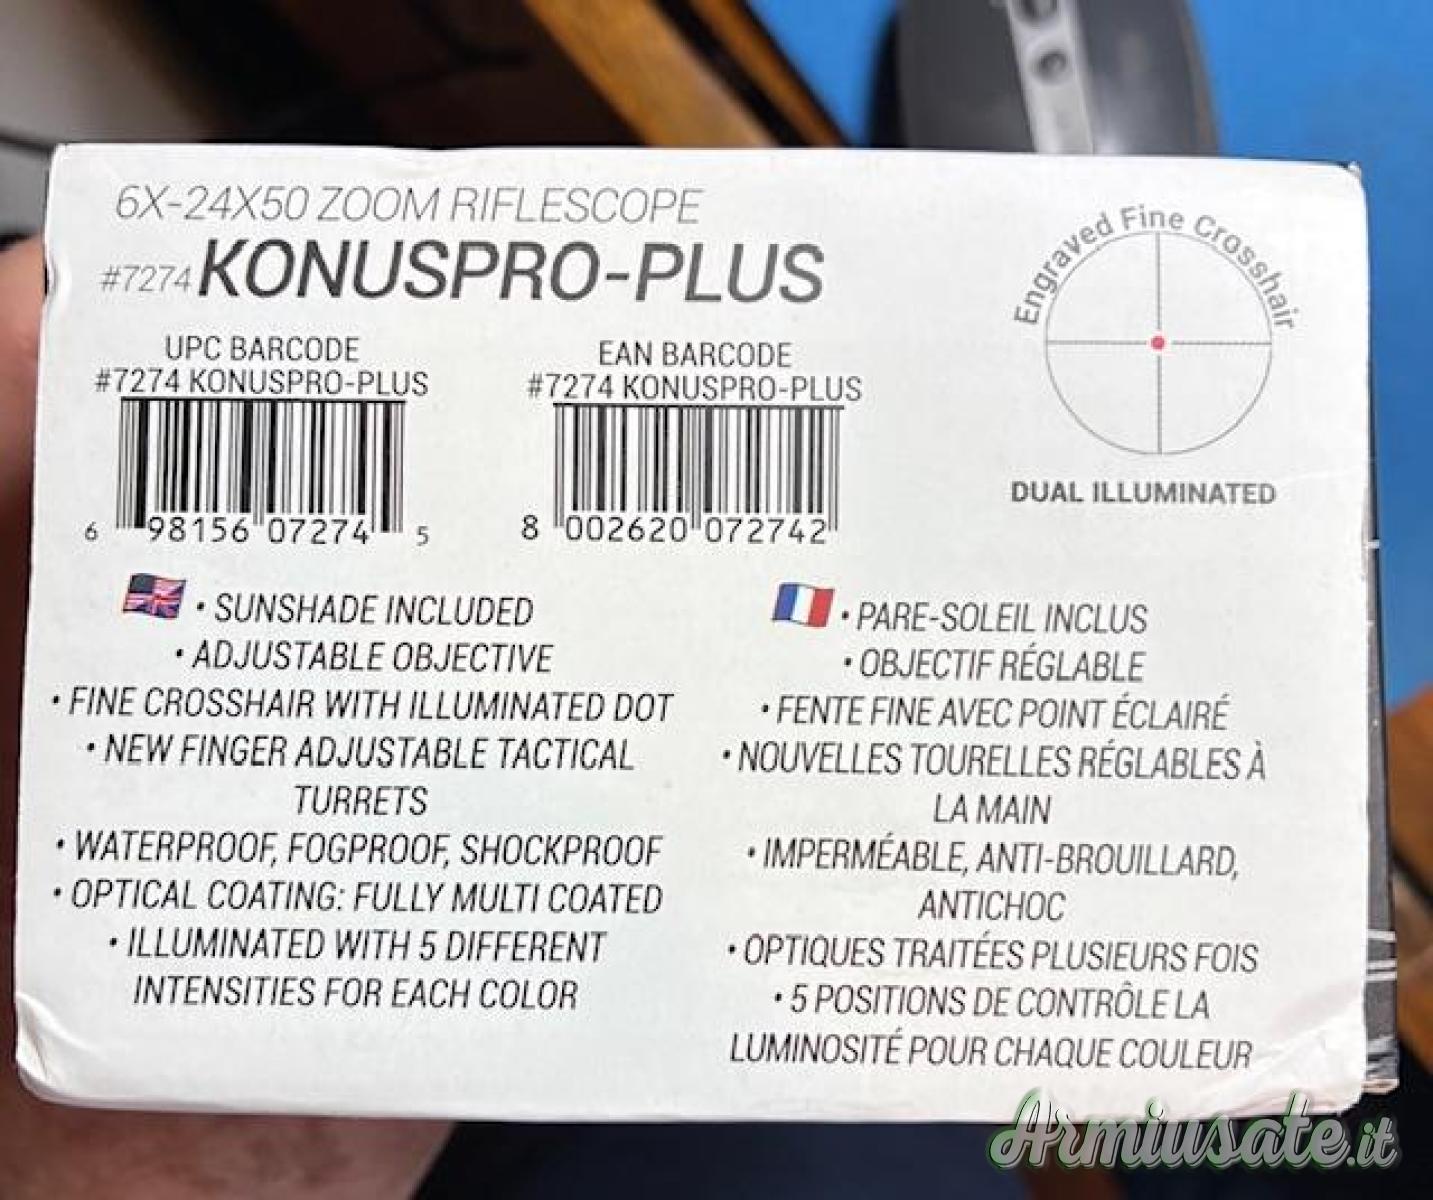 6X-24X50 ZOOM RIFLESCOPE
#7274 KONUSPRO-PLUS
Engraved Fine Crosshair
DUAL ILLUMINATED
UPC BARCODE
#7274 KONUSPRO-PLUS
6 98156 07274 5
EAN BARCODE
#7274 KONUSPRO-PLUS
8 002620 072742
• SUNSHADE INCLUDED
• ADJUSTABLE OBJECTIVE
• FINE CROSSHAIR WITH ILLUMINATED DOT
• NEW FINGER ADJUSTABLE TACTICAL
TURRETS
• WATERPROOF, FOGPROOF, SHOCKPROOF
• OPTICAL COATING: FULLY MULTI COATED
• ILLUMINATED WITH 5 DIFFERENT
INTENSITIES FOR EACH COLOR
• PARE-SOLEIL INCLUS
• OBJECTIF RÉGLABLE
• FENTE FINE AVEC POINT ÉCLAIRÉ
• NOUVELLES TOURELLES RÉGLABLES À
LA MAIN
• IMPERMÉABLE, ANTI-BROUILLARD,
ANTICHOC
• OPTIQUES TRAITÉES PLUSIEURS FOIS
• 5 POSITIONS DE CONTRÔLE LA
LUMINOSITÉ POUR CHAQUE COULEUR
Armiusate.it